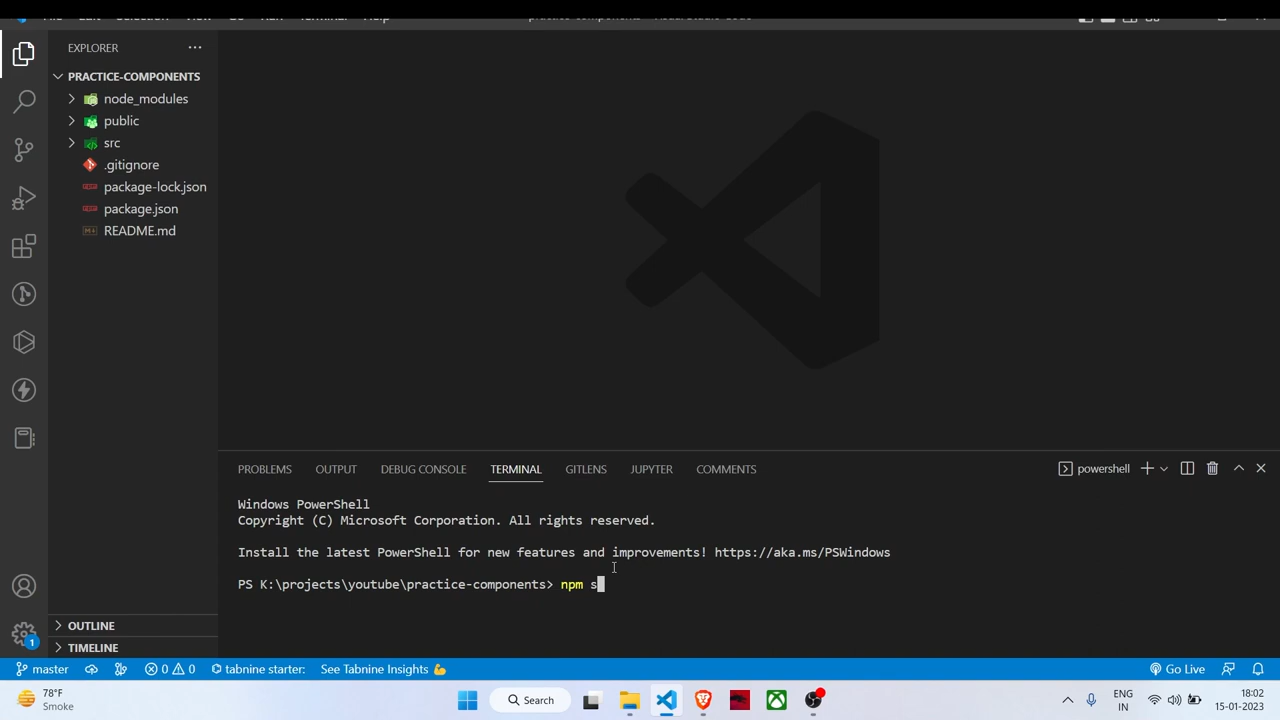 EXPLORER
PRACTICE-COMPONENTS
node_modules
public
src
.gitignore
package-lock.json
package.json
README.md
PROBLEMS OUTPUT DEBUG CONSOLE TERMINAL GITLENS JUPYTER COMMENTS
powershell
Windows PowerShell
Copyright (C) Microsoft Corporation. All rights reserved.
Install the latest PowerShell for new features and improvements! https://aka.ms/PSWindows
PS K:\projects\youtube\practice-components> npm s
OUTLINE
TIMELINE
1
master 0 0 tabnine starter: See Tabnine Insights Go Live
78°F
Smoke
Search
ENG
IN
18:02
15-01-2023